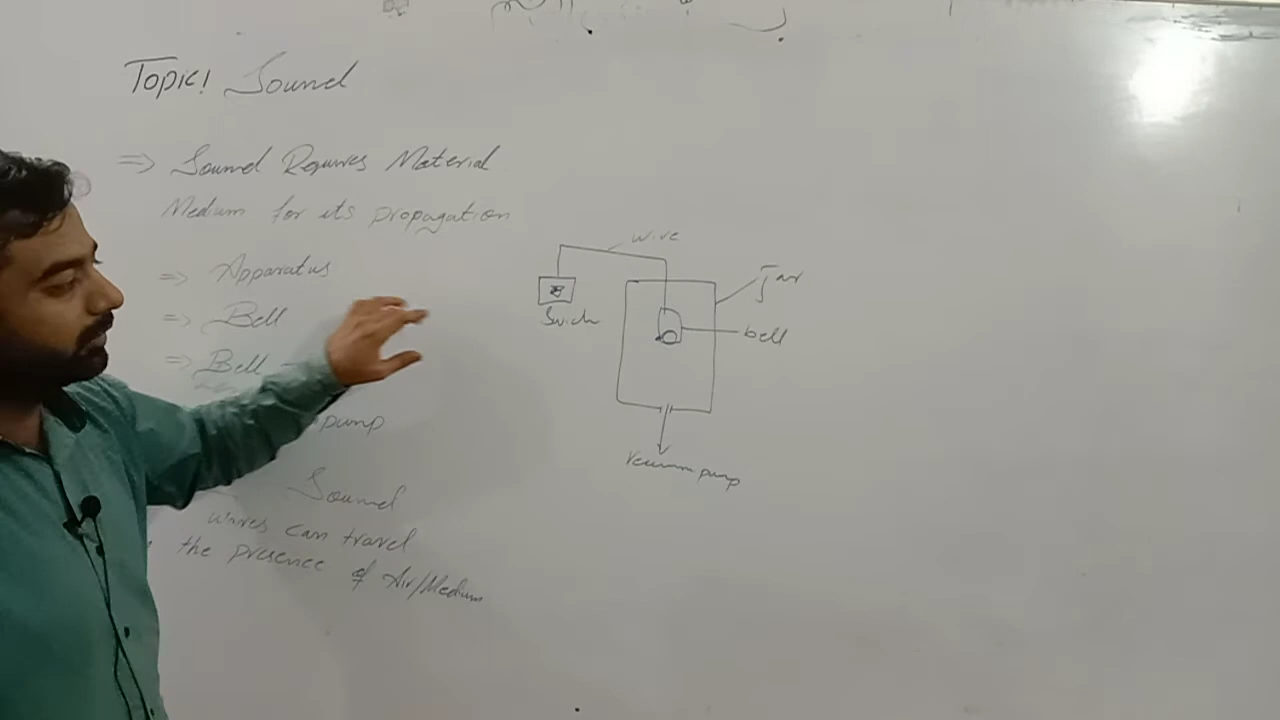 Topic! Sound
⇒ Sound Requires Material
Medium for its propagation
⇒ Apparatus
⇒ Bell
⇒ Bell
pump
Sound
waves can travel
the presence of Air/Medium
wire
Jar
Swich
bell
Vacuum pump